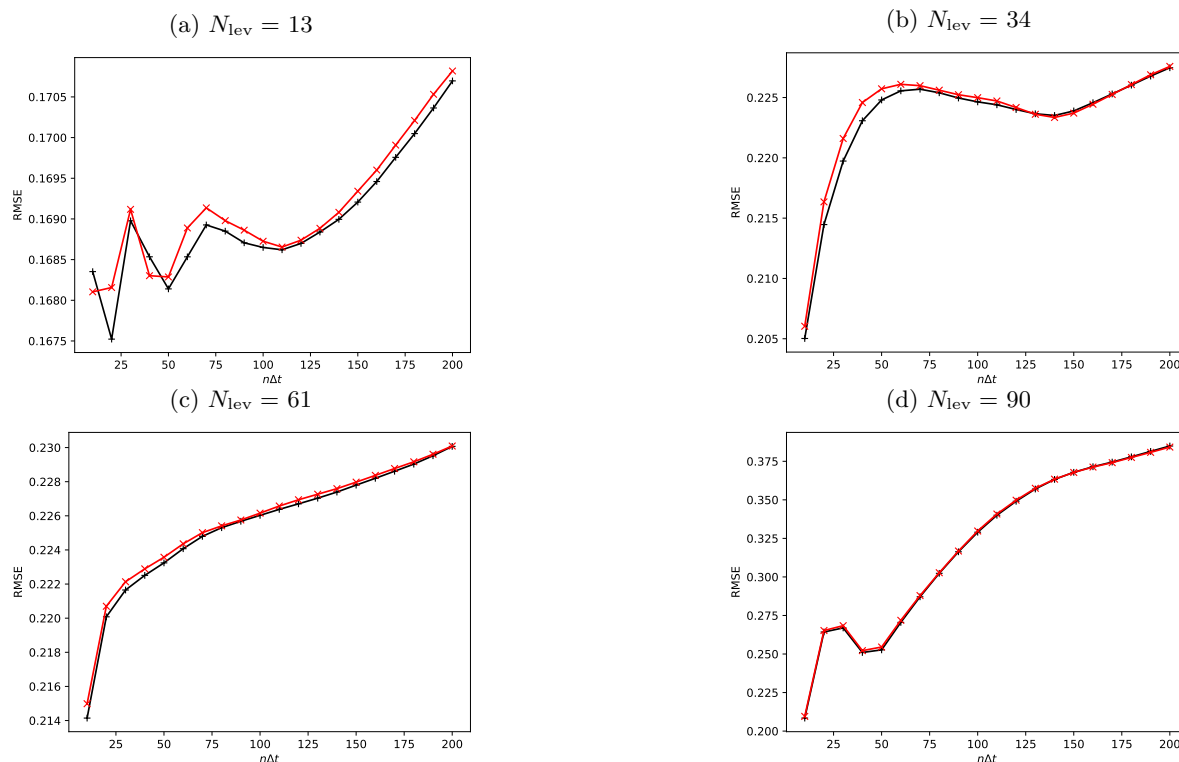 (a) N_lev = 13
0.1705
0.1700
0.1695
0.1690
0.1685
0.1680
0.1675
RMSE
25 50 75 100 125 150 175 200
nΔt
(b) N_lev = 34
0.225
0.220
0.215
0.210
0.205
RMSE
25 50 75 100 125 150 175 200
nΔt
(c) N_lev = 61
0.230
0.228
0.226
0.224
0.222
0.220
0.218
0.216
0.214
RMSE
25 50 75 100 125 150 175 200
nΔt
(d) N_lev = 90
0.375
0.350
0.325
0.300
0.275
0.250
0.225
0.200
RMSE
25 50 75 100 125 150 175 200
nΔt